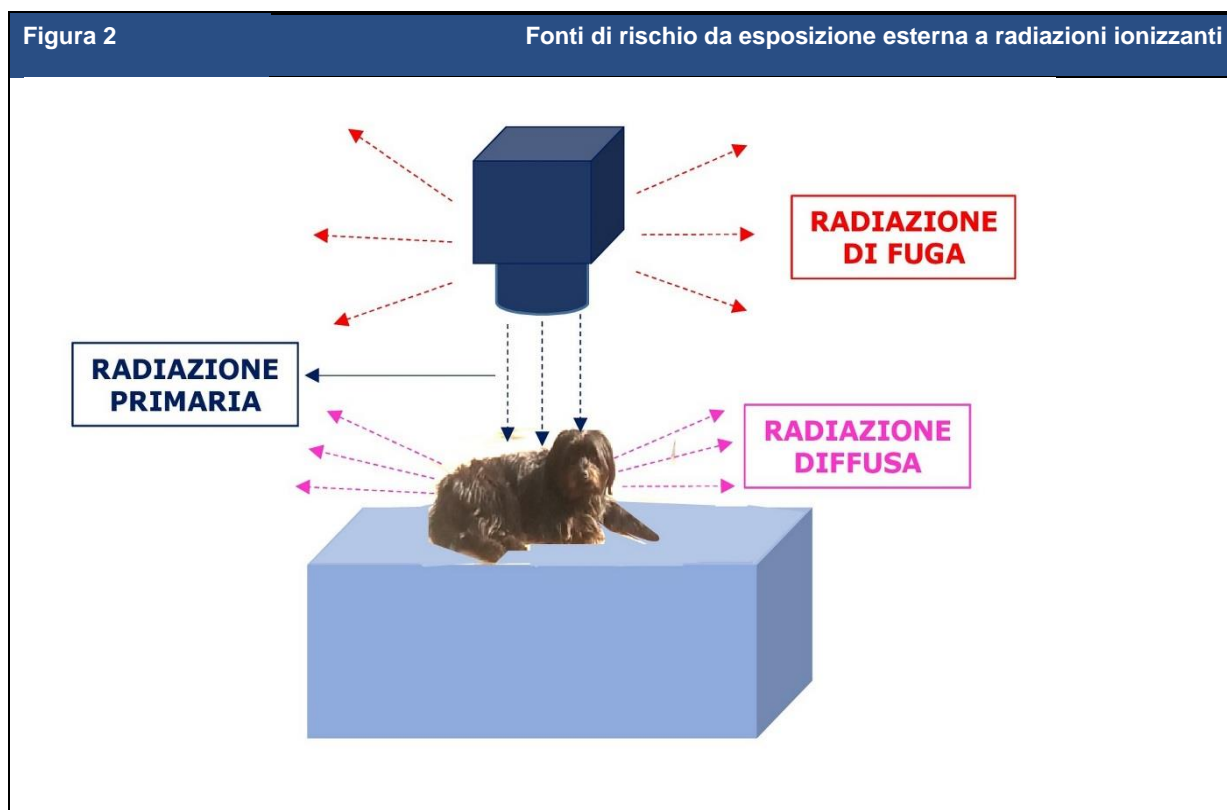 Figura 2 Fonti di rischio da esposizione esterna a radiazioni ionizzanti
RADIAZIONE
DI FUGA
RADIAZIONE
PRIMARIA
RADIAZIONE
DIFFUSA